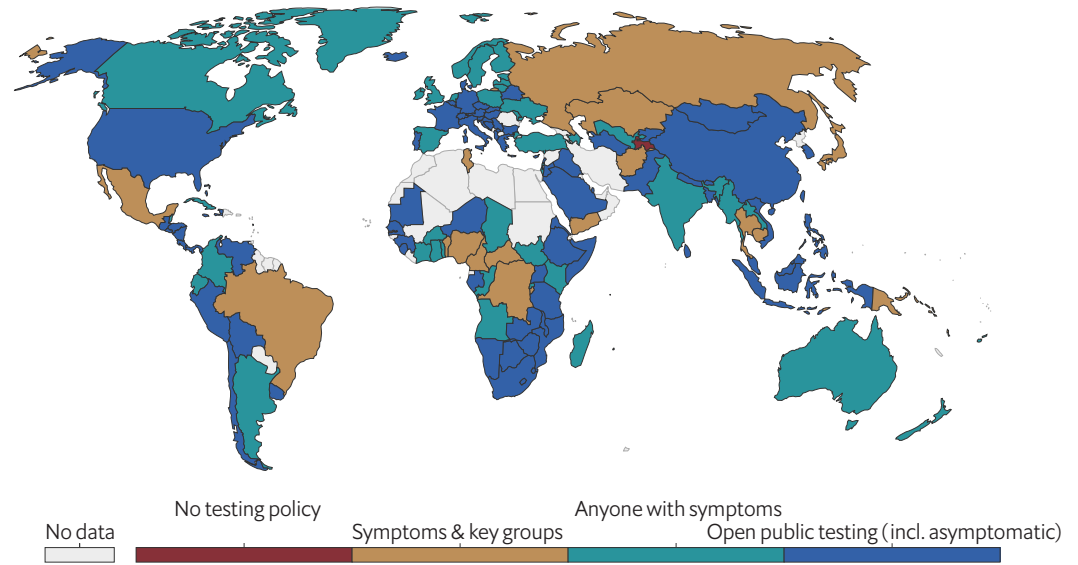 No testing policy
Anyone with symptoms
No data
Symptoms & key groups
Open public testing (incl. asymptomatic)